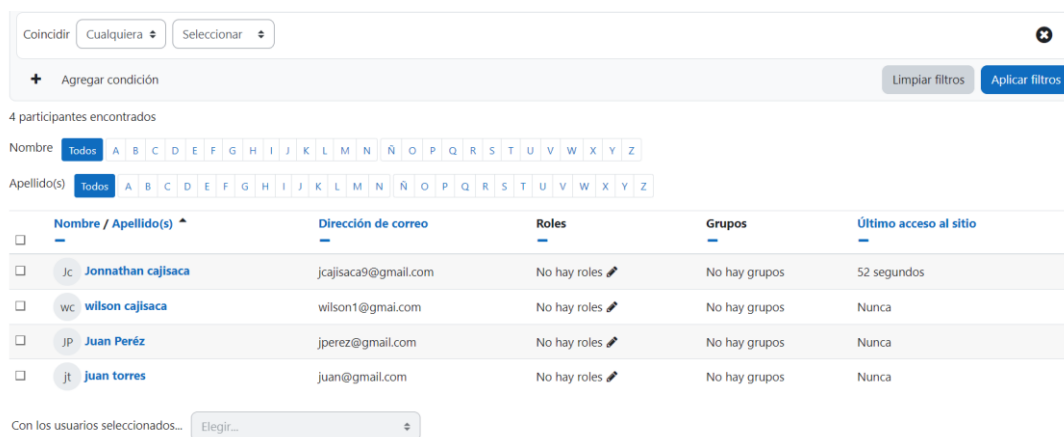 Coincidir Cualquiera Seleccionar
Agregar condición Limpiar filtros Aplicar filtros
4 participantes encontrados
Nombre Todos A B C D E F G H I J K L M N Ñ O P Q R S T U V W X Y Z
Apellido(s) Todos A B C D E F G H I J K L M N Ñ O P Q R S T U V W X Y Z
Nombre / Apellido(s) Dirección de correo Roles Grupos Último acceso al sitio
Jc Jonnathan cajisaca jcajisaca9@gmail.com No hay roles No hay grupos 52 segundos
wc wilson cajisaca wilson1@gmai.com No hay roles No hay grupos Nunca
JP Juan Peréz jperez@gmail.com No hay roles No hay grupos Nunca
jt juan torres juan@gmail.com No hay roles No hay grupos Nunca
Con los usuarios seleccionados... Elegir...